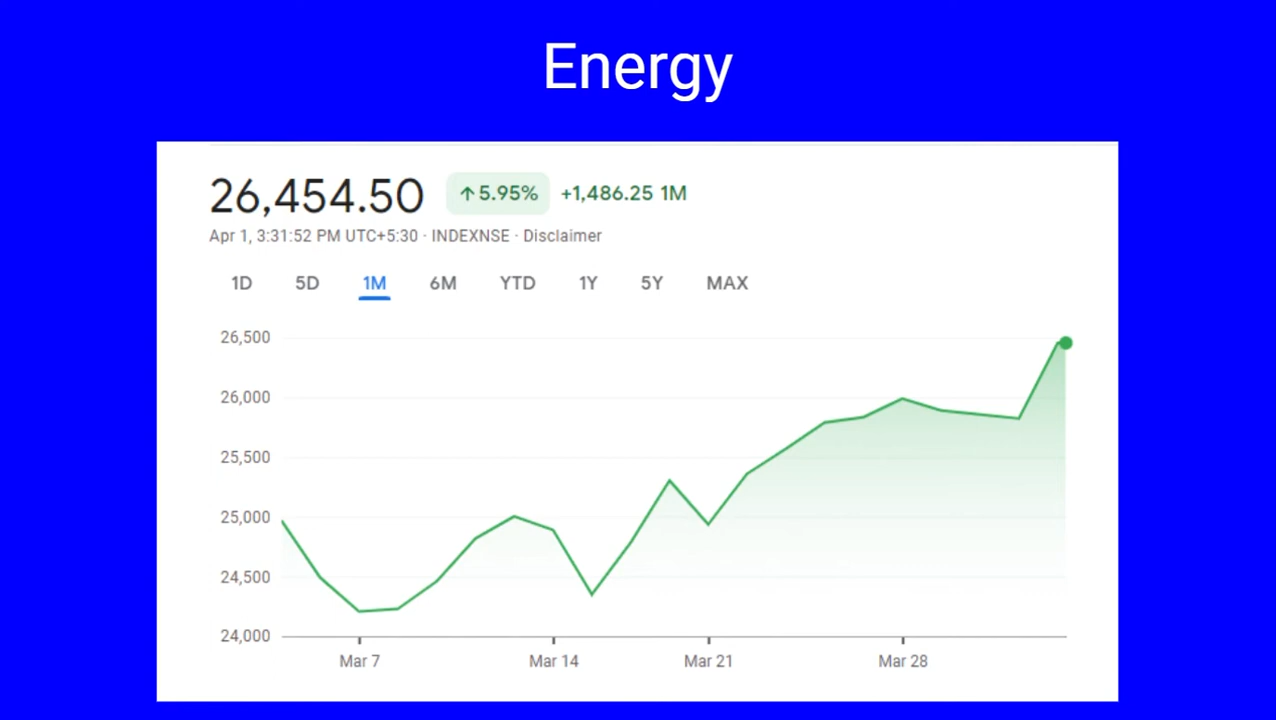 Energy
26,454.50 ↑5.95% +1,486.25 1M
Apr 1, 3:31:52 PM UTC+5:30 · INDEXNSE · Disclaimer
1D 5D 1M 6M YTD 1Y 5Y MAX
26,500
26,000
25,500
25,000
24,500
24,000
Mar 7 Mar 14 Mar 21 Mar 28